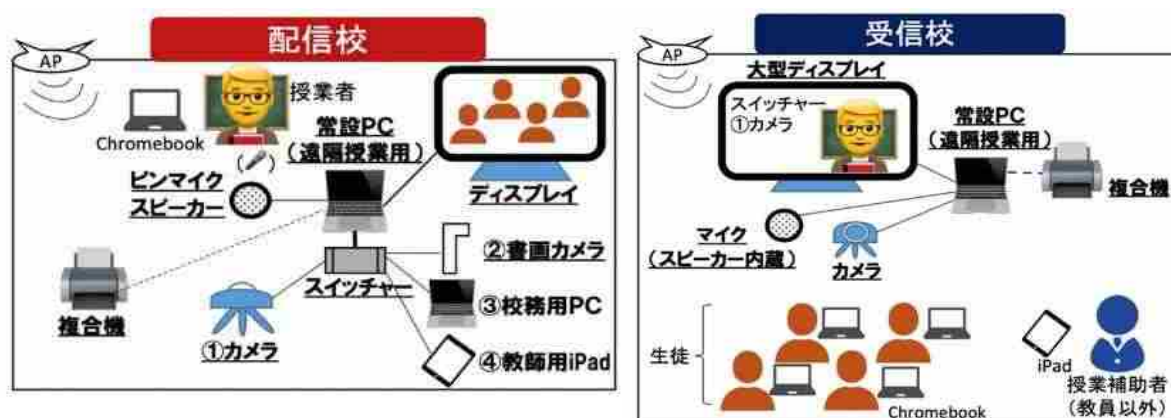 配信校
AP
授業者
Chromebook
常設PC
(遠隔授業用)
ピンマイク
スピーカー
ディスプレイ
②書画カメラ
スイッチャー
③校務用PC
複合機
①カメラ
④教師用iPad
受信校
AP
大型ディスプレイ
スイッチャー
①カメラ
常設PC
(遠隔授業用)
複合機
マイク
(スピーカー内蔵)
カメラ
生徒
Chromebook
iPad
授業補助者
(教員以外)